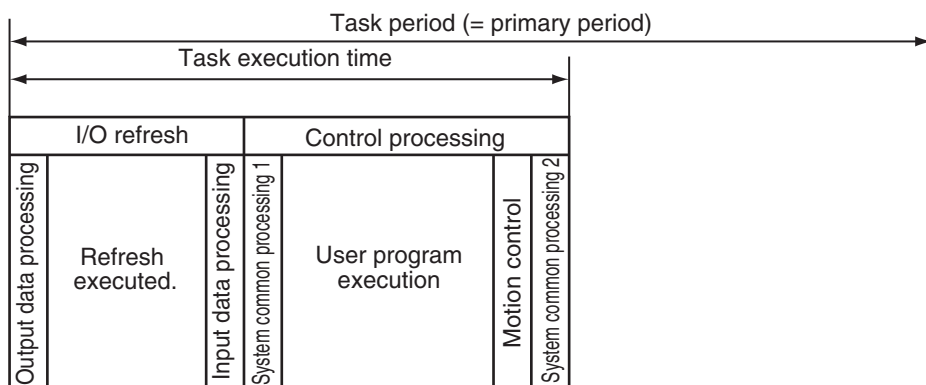 Task period (= primary period)
Task execution time
I/O refresh
Control processing
Output data processing
Refresh
executed.
Input data processing
System common processing 1
User program
execution
Motion control
System common processing 2